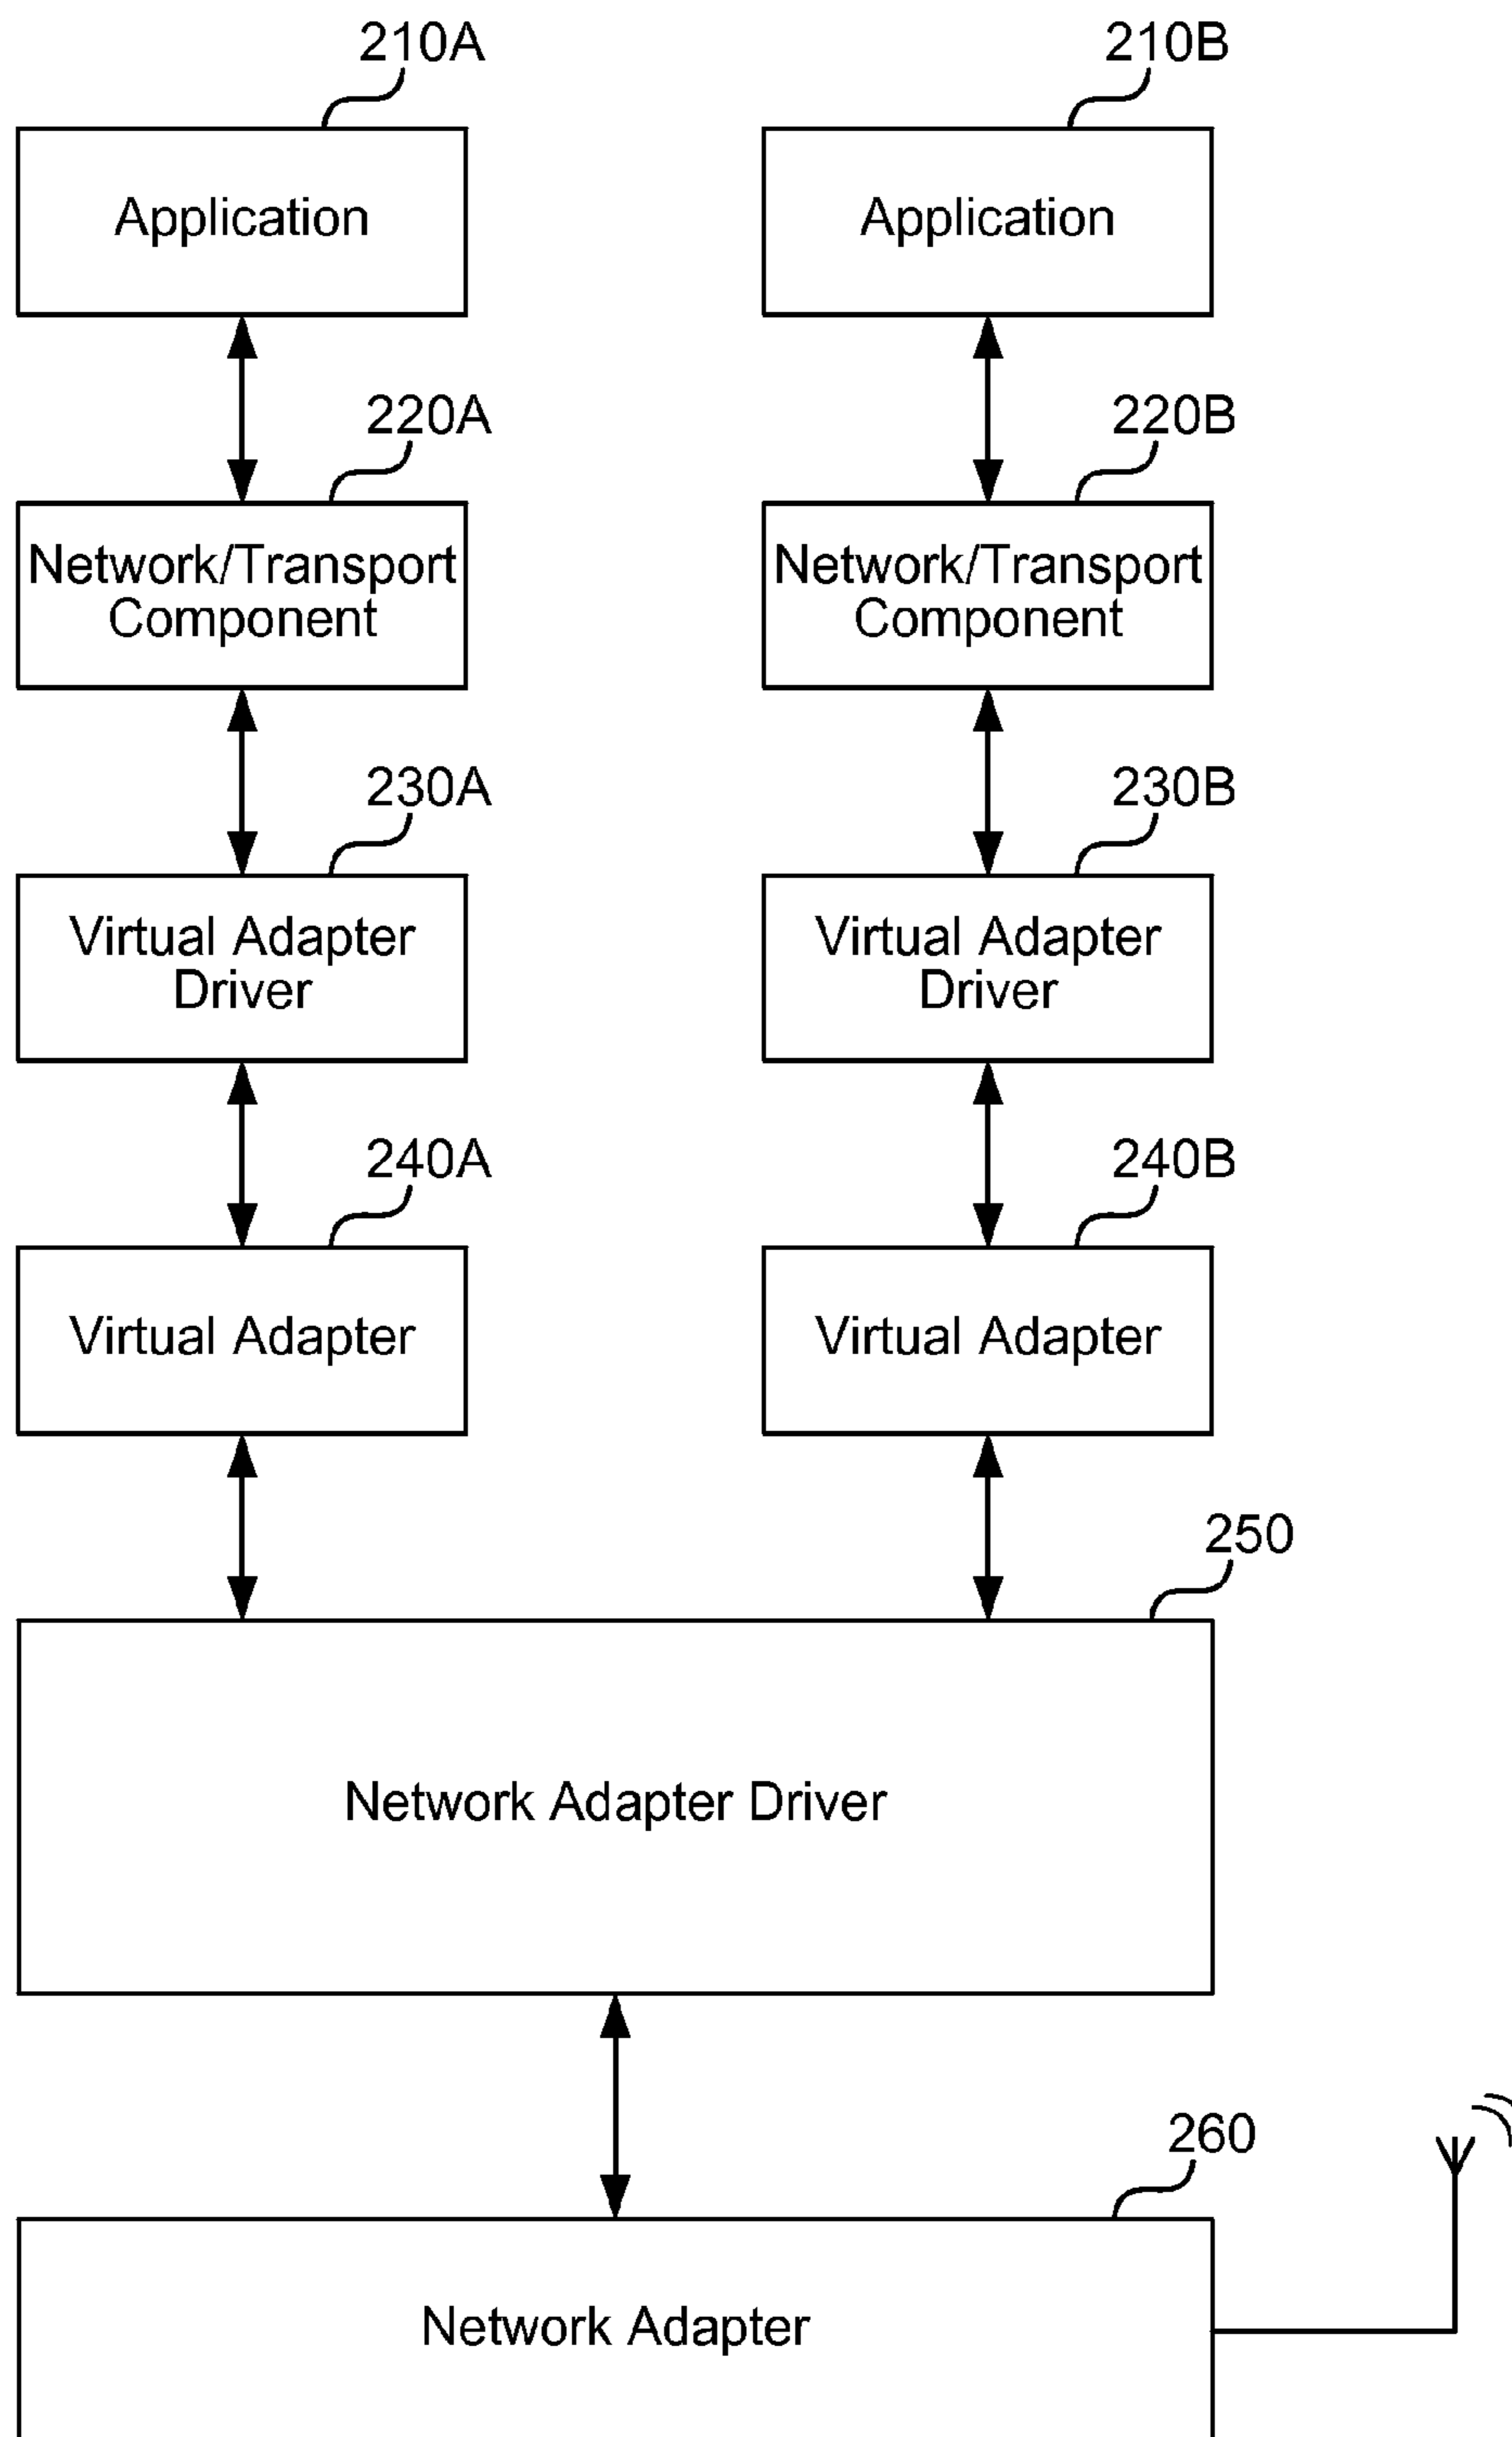 210A
210B
Application
Application
220A
220B
Network/Transport
Component
Network/Transport
Component
230A
230B
Virtual Adapter
Driver
Virtual Adapter
Driver
240A
240B
Virtual Adapter
Virtual Adapter
250
Network Adapter Driver
260
Network Adapter